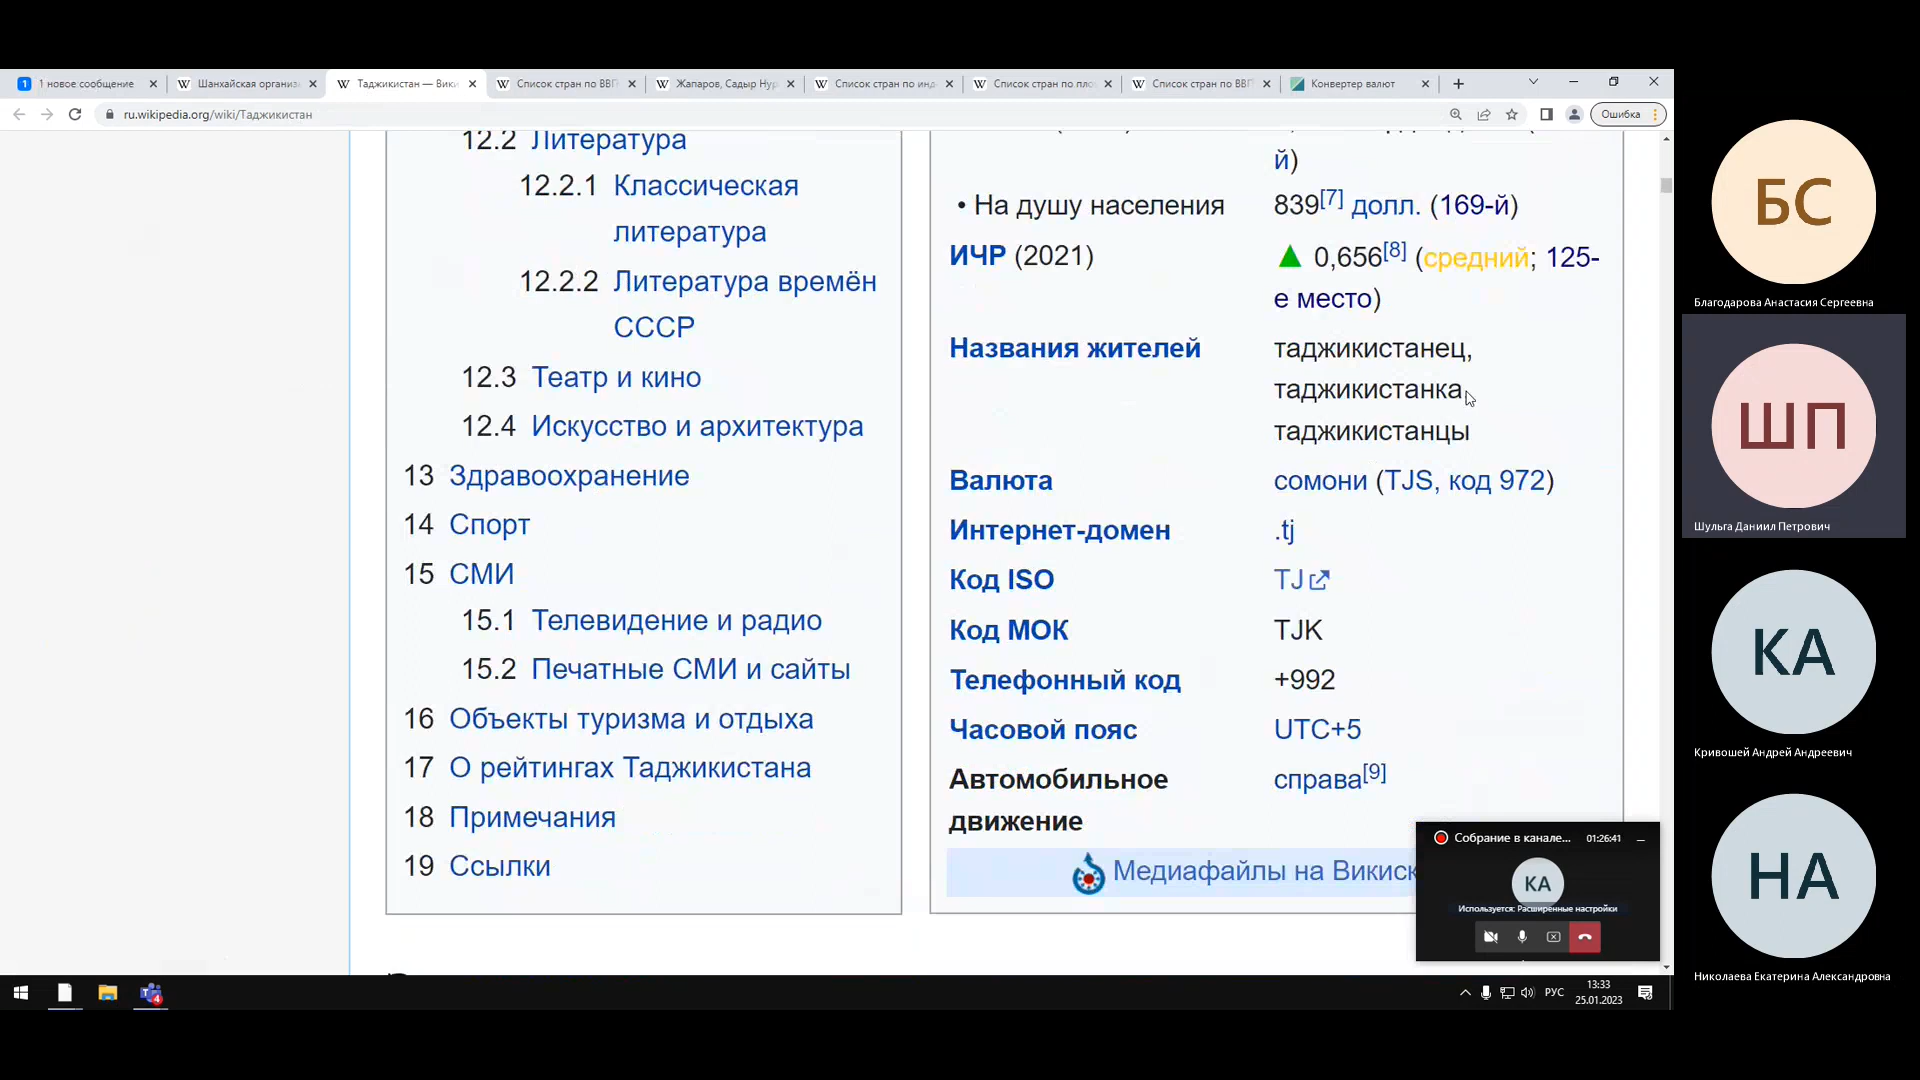 1 новое сообщение
Шанхайская организ
Таджикистан — Вики
Список стран по ВВП
Жапаров, Садыр Нур
Список стран по инд
Список стран по пло
Список стран по ВВП
Конвертер валют
ru.wikipedia.org/wiki/Таджикистан
Ошибка
12.2 Литература
12.2.1 Классическая
литература
12.2.2 Литература времён
СССР
12.3 Театр и кино
12.4 Искусство и архитектура
13 Здравоохранение
14 Спорт
15 СМИ
15.1 Телевидение и радио
15.2 Печатные СМИ и сайты
16 Объекты туризма и отдыха
17 О рейтингах Таджикистана
18 Примечания
19 Ссылки
й)
• На душу населения 839[7] долл. (169-й)
ИЧР (2021) ▲ 0,656[8] (средний; 125-
е место)
Названия жителей таджикистанец,
таджикистанка,
таджикистанцы
Валюта сомони (TJS, код 972)
Интернет-домен .tj
Код ISO TJ
Код МОК TJK
Телефонный код +992
Часовой пояс UTC+5
Автомобильное справа[9]
движение
Медиафайлы на Викиск
Собрание в канале... 01:26:41
КА
Используется: Расширенные настройки
БС
Благодарова Анастасия Сергеевна
ШП
Шульга Даниил Петрович
КА
Кривошей Андрей Андреевич
НА
Николаева Екатерина Александровна
4
РУС
13:33
25.01.2023